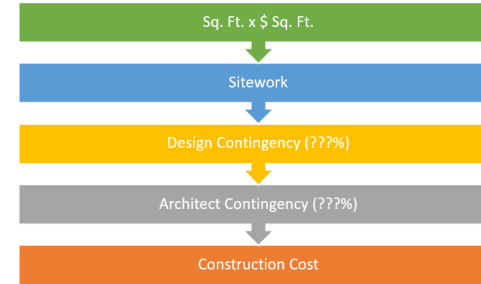 Sq. Ft. x $ Sq. Ft.
Sitework
Design Contingency (???%)
Architect Contingency (???%)
Construction Cost